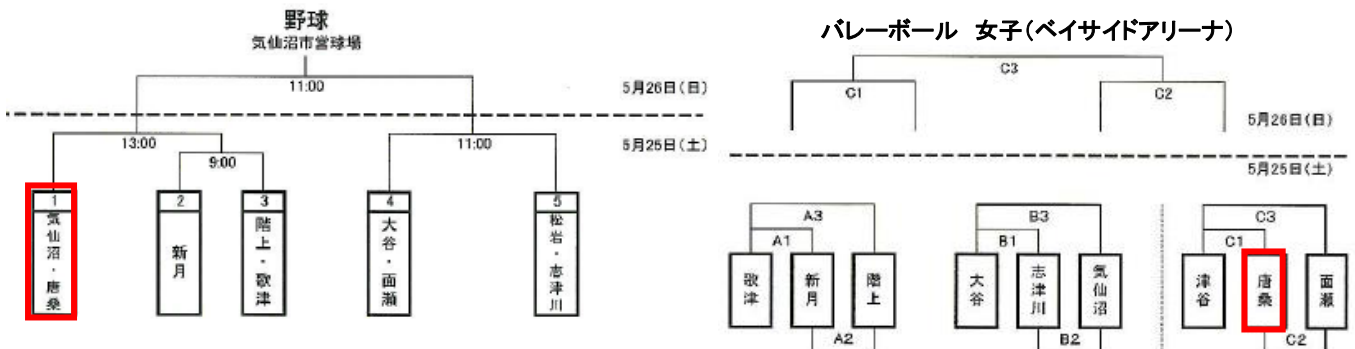 野球
気仙沼市営球場
11:00
5月26日(日)
13:00
9:00
11:00
5月25日(土)
1
気仙沼・唐桑
2
新月
3
階上・歌津
4
大谷・面瀬
5
松岩・志津川
バレーボール 女子(ベイサイドアリーナ)
C3
C1
C2
5月26日(日)
5月25日(土)
A3
A1
歌津
新月
階上
A2
B3
B1
大谷
志津川
気仙沼
B2
C3
C1
津谷
唐桑
面瀬
C2